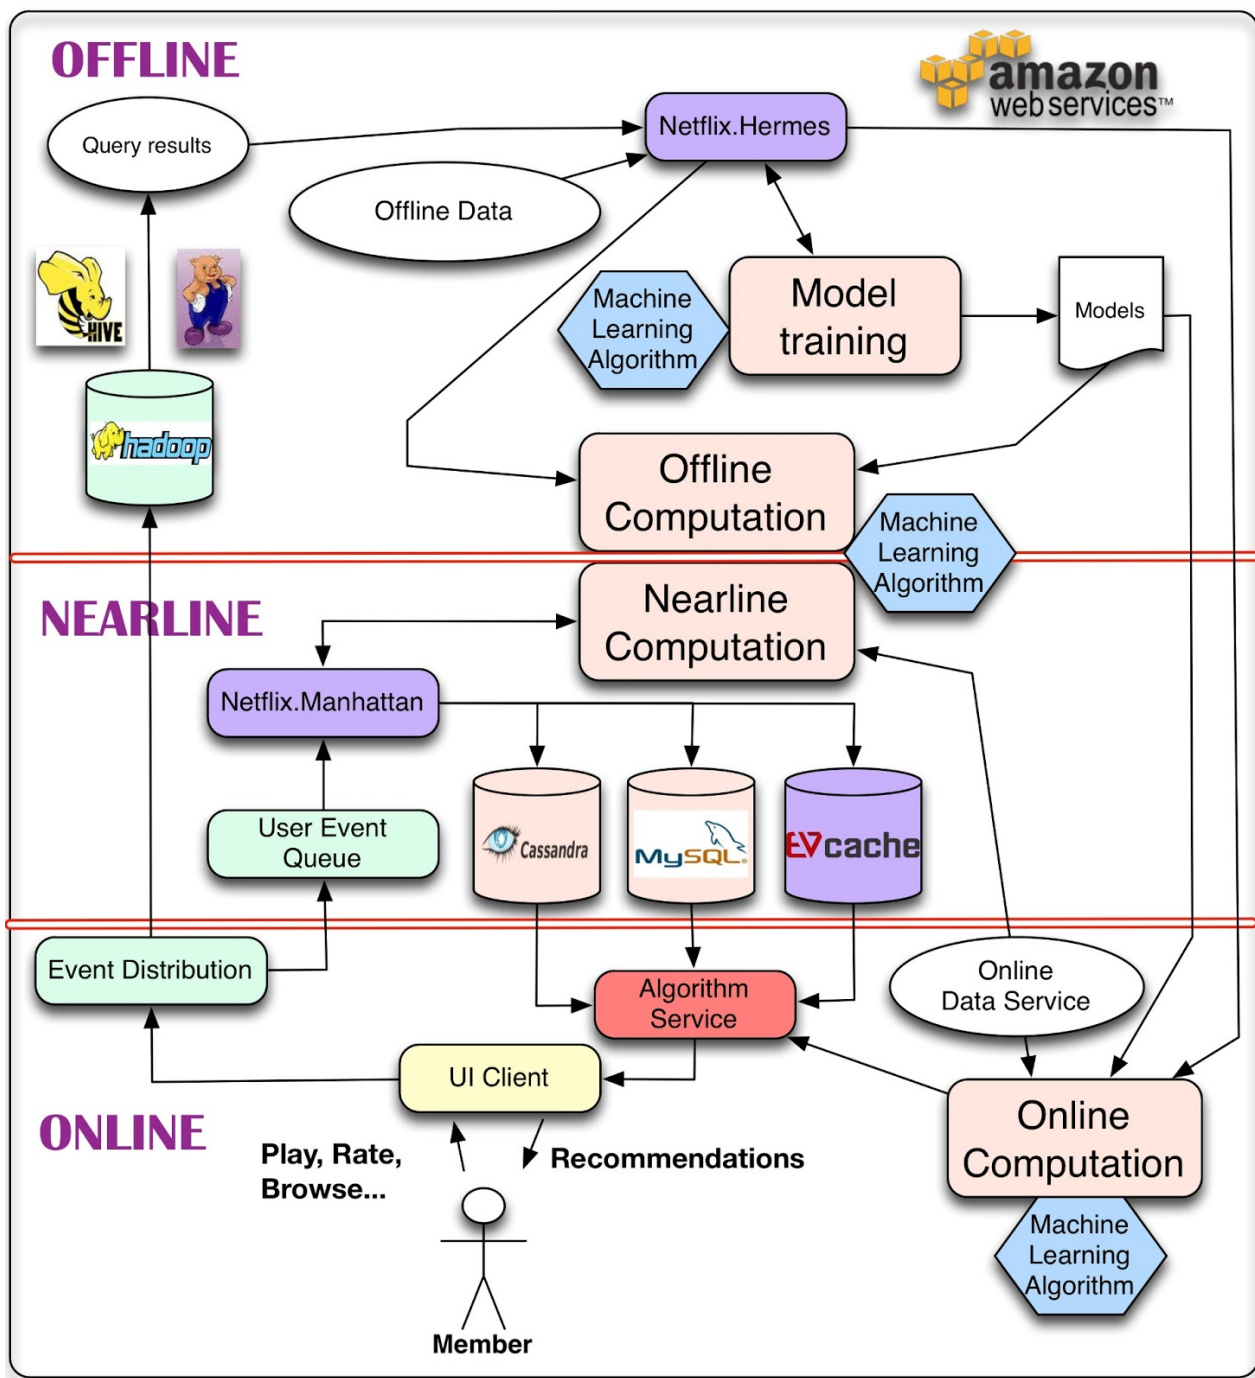 OFFLINE
amazon
web services™
Query results
Netflix.Hermes
Offline Data
HIVE
Machine
Learning
Algorithm
Model
training
Models
hadoop
Offline
Computation
Machine
Learning
Algorithm
NEARLINE
Nearline
Computation
Netflix.Manhattan
User Event
Queue
Cassandra
MySQL®
EVcache
Event Distribution
Algorithm
Service
Online
Data Service
UI Client
ONLINE
Play, Rate,
Browse...
Recommendations
Online
Computation
Machine
Learning
Algorithm
Member